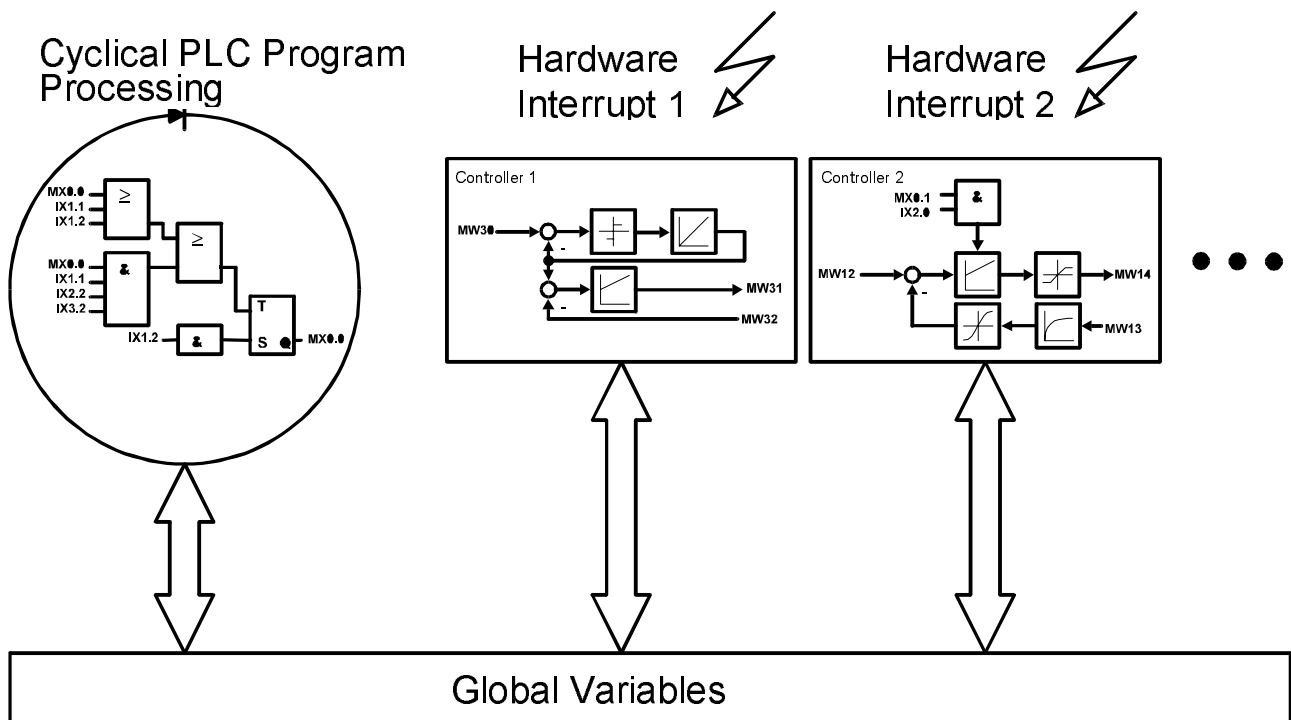 Cyclical PLC Program
Processing
MX0.0
IX1.1
IX1.2
≥
≥
MX0.0
IX1.1
IX2.2
IX3.2
&
IX1.2
&
T
S Q
MX0.0
Hardware
Interrupt 1
Controller 1
MW30
-
-
MW31
MW32
Hardware
Interrupt 2
Controller 2
MX0.1
IX2.0
&
MW12
-
MW14
MW13
Global Variables